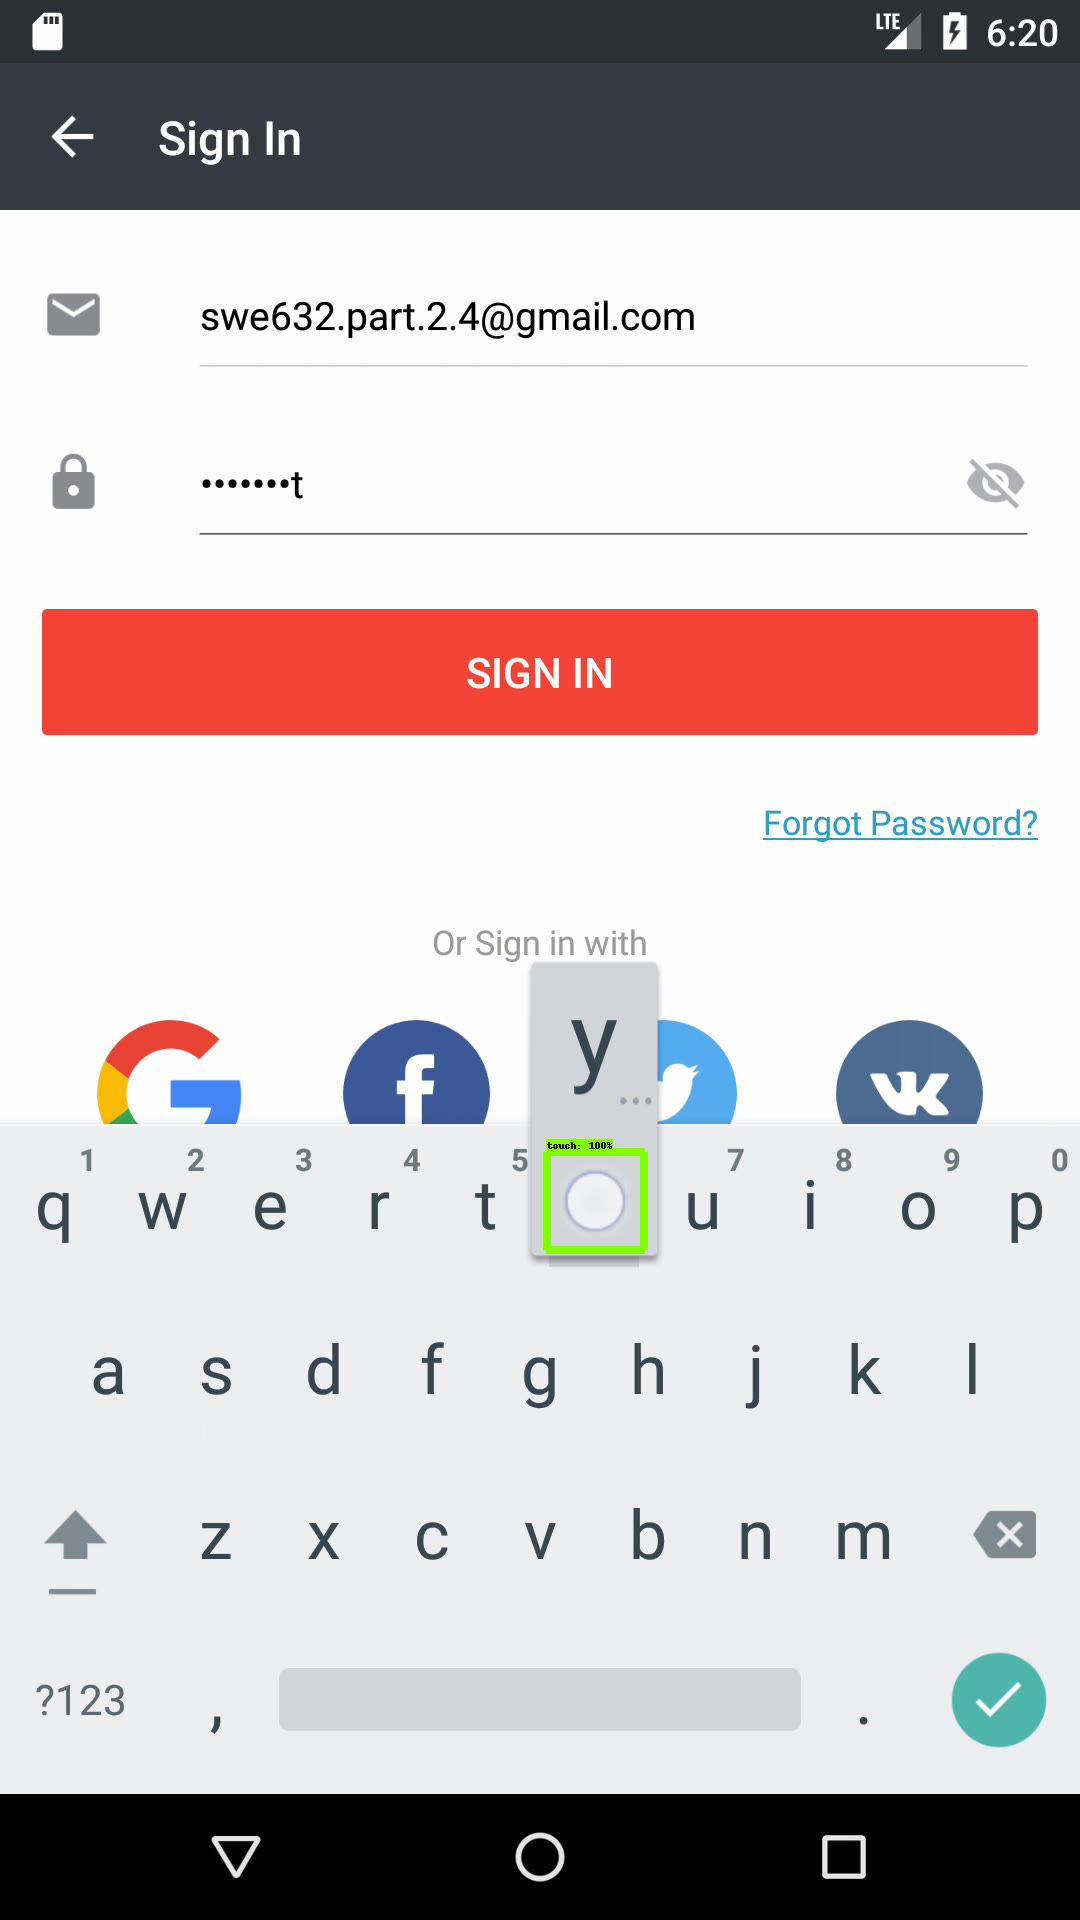 LTE 6:20
Sign In
swe632.part.2.4@gmail.com
•••••••t
SIGN IN
Forgot Password?
Or Sign in with
y
...
touch: 100%
1 2 3 4 5 7 8 9 0
q w e r t u i o p
a s d f g h j k l
z x c v b n m
?123 , .